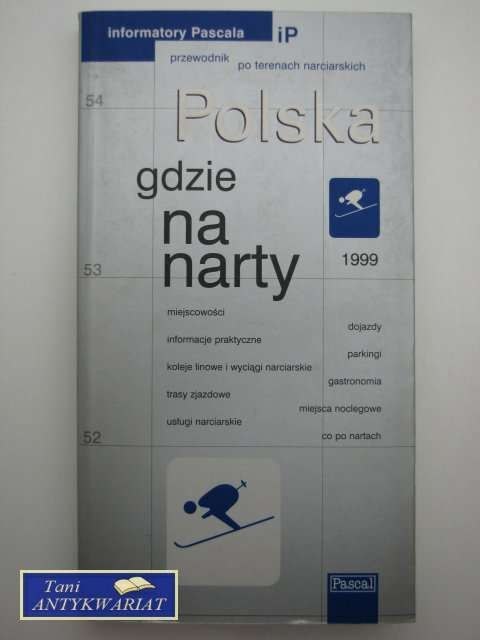 informatory Pascala iP
przewodnik po terenach narciarskich
54
Polska
gdzie
na
narty
1999
53
miejscowości
dojazdy
informacje praktyczne
parkingi
koleje linowe i wyciągi narciarskie
gastronomia
trasy zjazdowe
miejsca noclegowe
usługi narciarskie
co po nartach
52
Pascal
Tani
ANTYKWARIAT